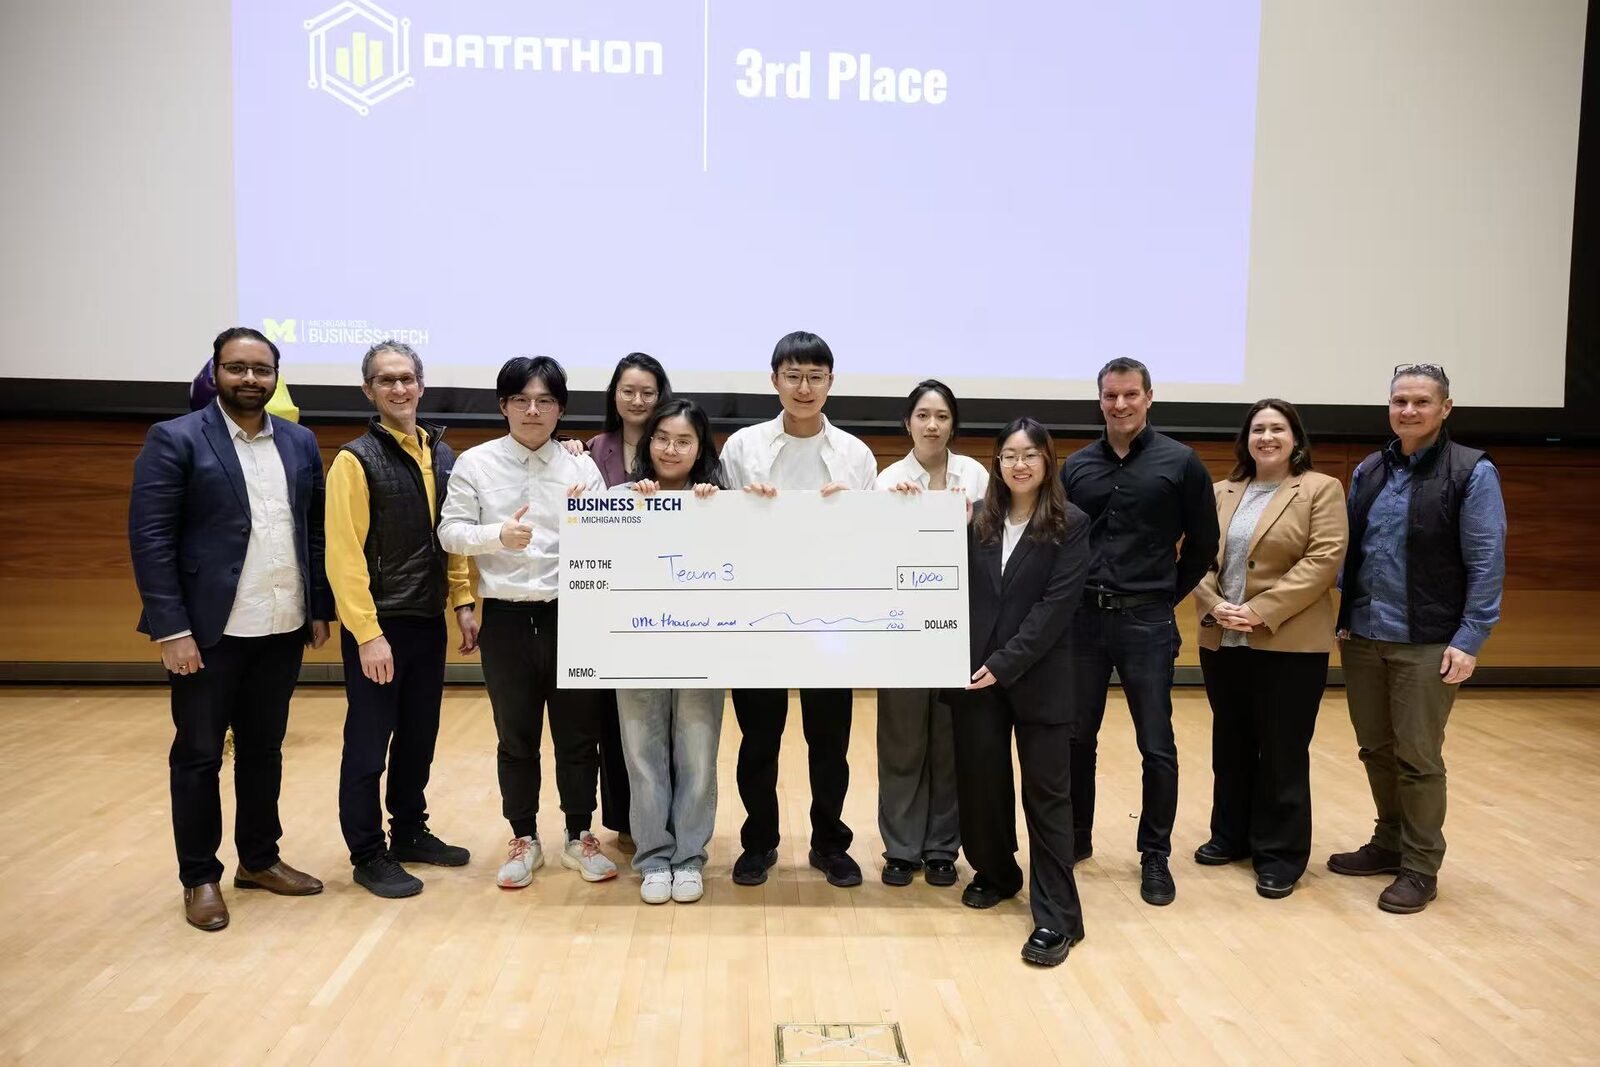 DATATHON
3rd Place
MICHIGAN ROSS
BUSINESS+TECH
BUSINESS+TECH
M MICHIGAN ROSS
PAY TO THE
ORDER OF: Team 3 $ 1,000
one thousand and 00/100 DOLLARS
MEMO: